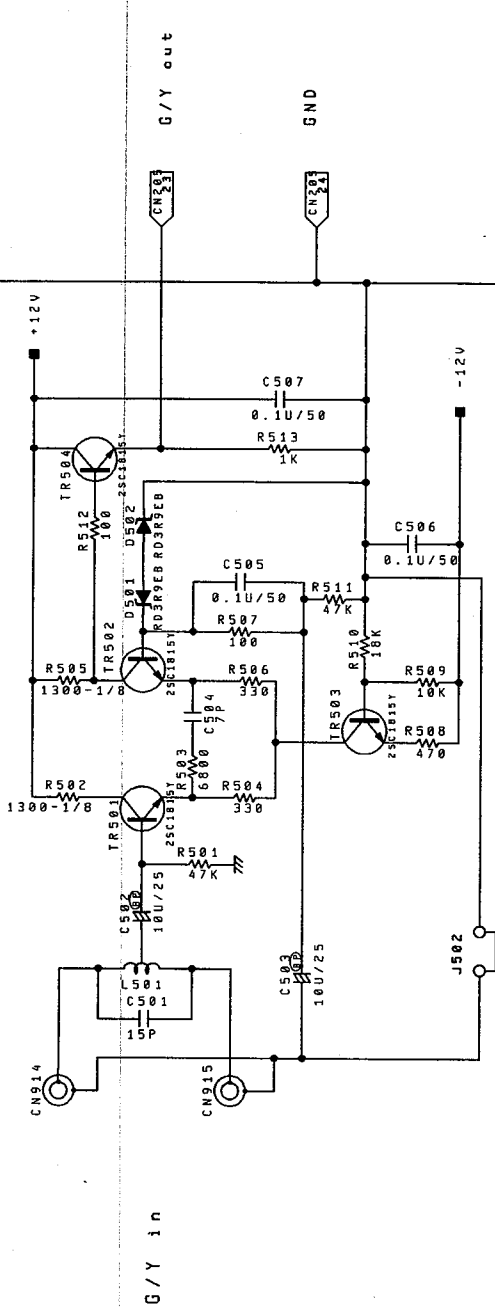 G/Y out
GND
CN205
23
CN205
24
+12V
-12V
C507
0.1U/50
TR504
2SC1815Y
R513
1K
R512
100
D502
RD3R9EB
D501
RD3R9EB
C506
0.1U/50
C505
0.1U/50
R511
47K
R507
100
R510
18K
TR502
2SC1815Y
R505
1300-1/8
R506
330
R509
10K
TR503
2SC1815Y
R508
470
C504
7P
R503
6800
R502
1300-1/8
R504
330
TR501
2SC1815Y
R501
47K
C502
BP
10U/25
C503
BP
10U/25
L501
C501
15P
J502
CN914
CN915
G/Y in